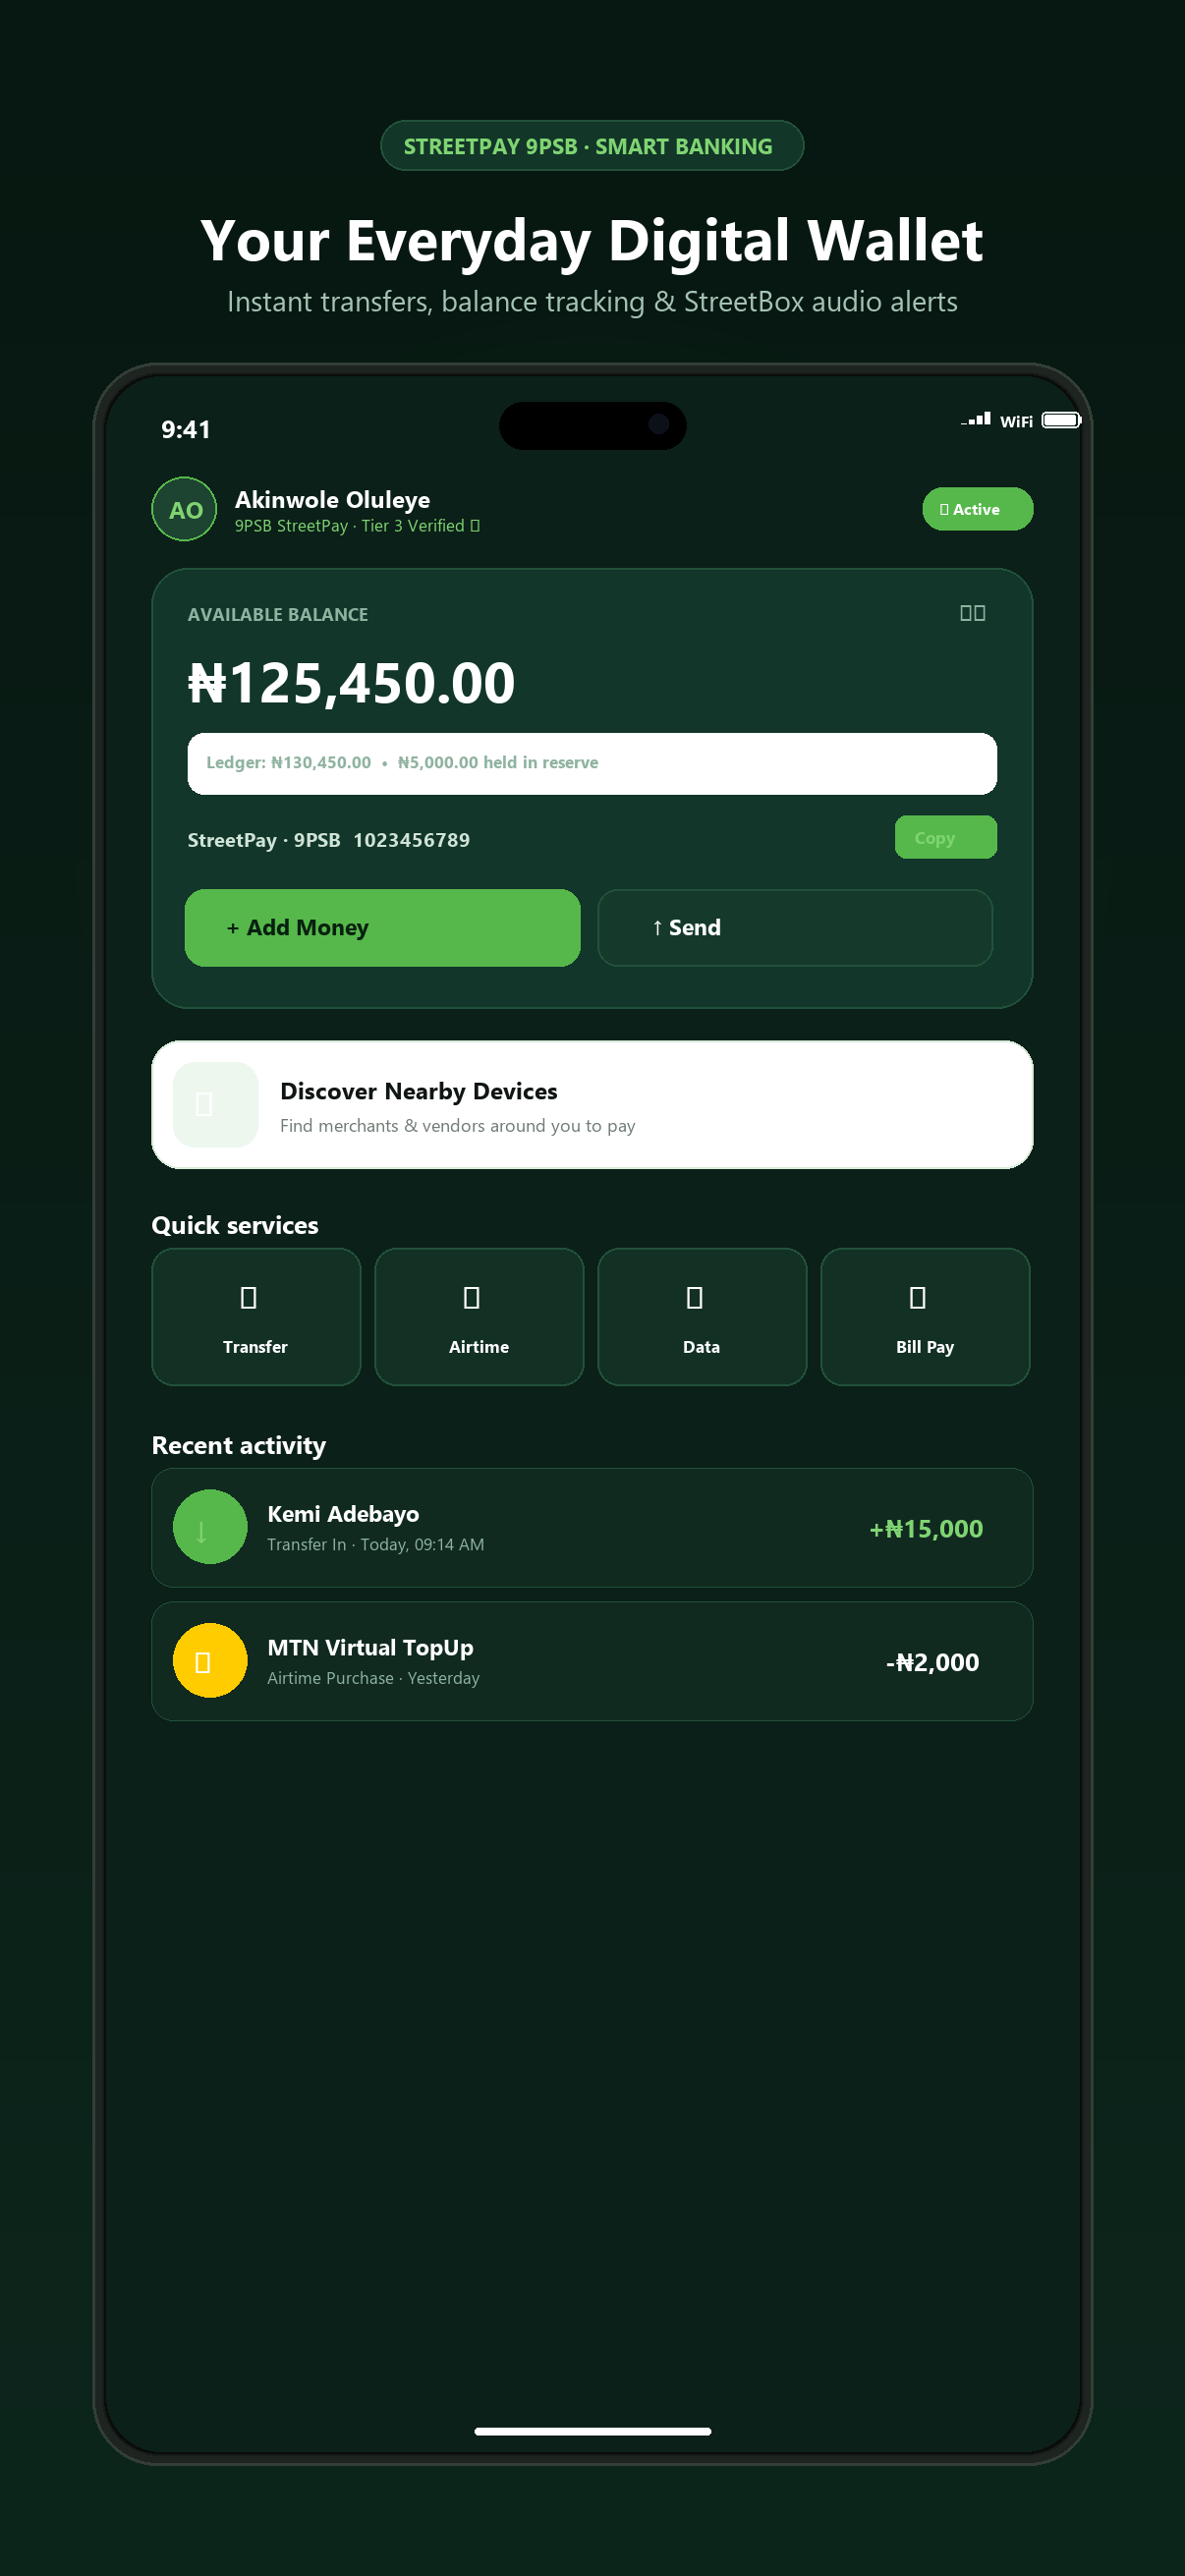 STREETPAY 9PSB · SMART BANKING
Your Everyday Digital Wallet
Instant transfers, balance tracking & StreetBox audio alerts
9:41
WiFi
AO
Akinwole Oluleye
9PSB StreetPay · Tier 3 Verified
Active
AVAILABLE BALANCE
₦125,450.00
Ledger: ₦130,450.00 • ₦5,000.00 held in reserve
StreetPay · 9PSB 1023456789
Copy
+ Add Money
↑ Send
Discover Nearby Devices
Find merchants & vendors around you to pay
Quick services
Transfer
Airtime
Data
Bill Pay
Recent activity
↓
Kemi Adebayo
Transfer In · Today, 09:14 AM
+₦15,000
MTN Virtual TopUp
Airtime Purchase · Yesterday
-₦2,000